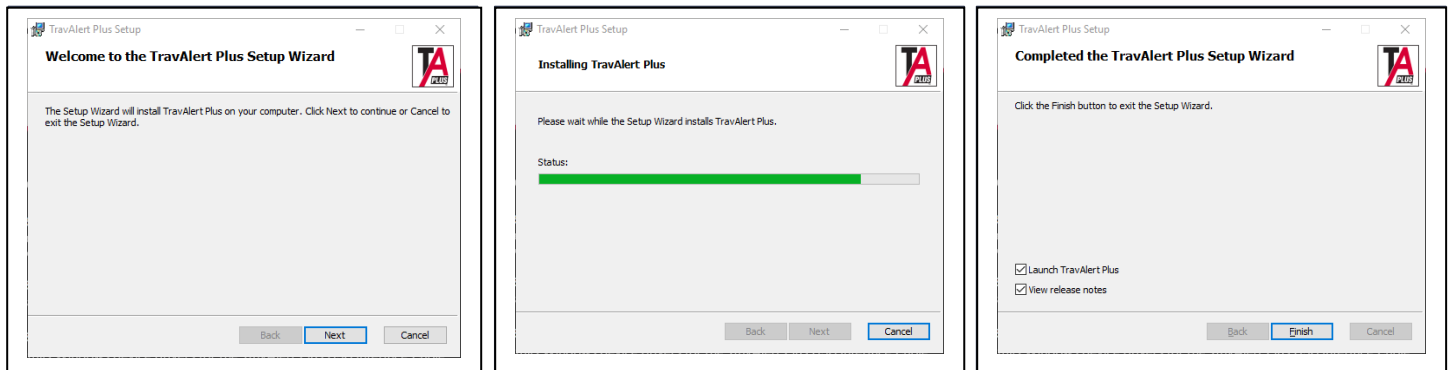 TravAlert Plus Setup
Welcome to the TravAlert Plus Setup Wizard
TA
PLUS
The Setup Wizard will install TravAlert Plus on your computer. Click Next to continue or Cancel to
exit the Setup Wizard.
Back
Next
Cancel
TravAlert Plus Setup
Installing TravAlert Plus
TA
PLUS
Please wait while the Setup Wizard installs TravAlert Plus.
Status:
Back
Next
Cancel
TravAlert Plus Setup
Completed the TravAlert Plus Setup Wizard
TA
PLUS
Click the Finish button to exit the Setup Wizard.
Launch TravAlert Plus
View release notes
Back
Finish
Cancel